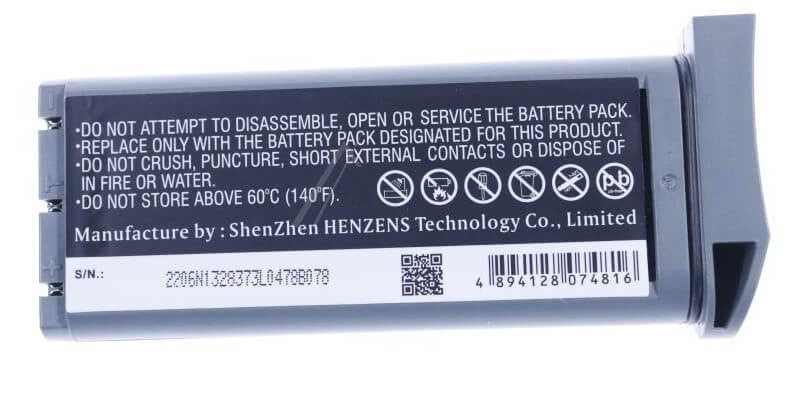 •DO NOT ATTEMPT TO DISASSEMBLE, OPEN OR SERVICE THE BATTERY PACK.
•REPLACE ONLY WITH THE BATTERY PACK DESIGNATED FOR THIS PRODUCT.
•DO NOT CRUSH, PUNCTURE, SHORT EXTERNAL CONTACTS OR DISPOSE OF
IN FIRE OR WATER.
•DO NOT STORE ABOVE 60°C (140°F).
pb
Manufacture by : ShenZhen HENZENS Technology Co., Limited
S/N.: 2206N1328373L0478B078
4 894128 074816
- T +